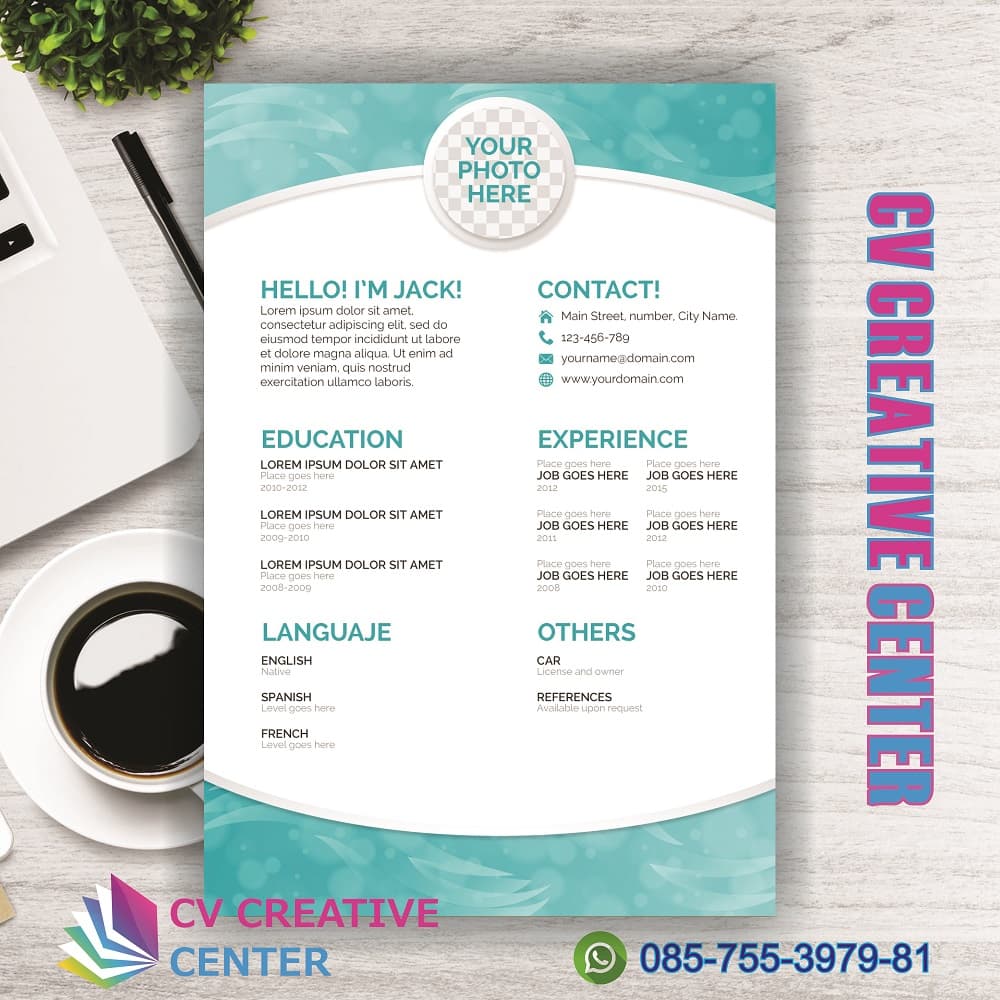 YOUR
PHOTO
HERE
HELLO! I'M JACK!
Lorem ipsum dolor sit amet,
consectetur adipiscing elit, sed do
eiusmod tempor incididunt ut labore
et dolore magna aliqua. Ut enim ad
minim veniam, quis nostrud
exercitation ullamco laboris.
CONTACT!
Main Street, number, City Name.
123-456-789
yourname@domain.com
www.yourdomain.com
EDUCATION
LOREM IPSUM DOLOR SIT AMET
Place goes here
2010-2012
LOREM IPSUM DOLOR SIT AMET
Place goes here
2009-2010
LOREM IPSUM DOLOR SIT AMET
Place goes here
2008-2009
EXPERIENCE
Place goes here
JOB GOES HERE
2012
Place goes here
JOB GOES HERE
2015
Place goes here
JOB GOES HERE
2011
Place goes here
JOB GOES HERE
2012
Place goes here
JOB GOES HERE
2008
Place goes here
JOB GOES HERE
2010
LANGUAJE
ENGLISH
Native
SPANISH
Level goes here
FRENCH
Level goes here
OTHERS
CAR
License and owner
REFERENCES
Available upon request
CV CREATIVE CENTER
CV CREATIVE
CENTER
085-755-3979-81